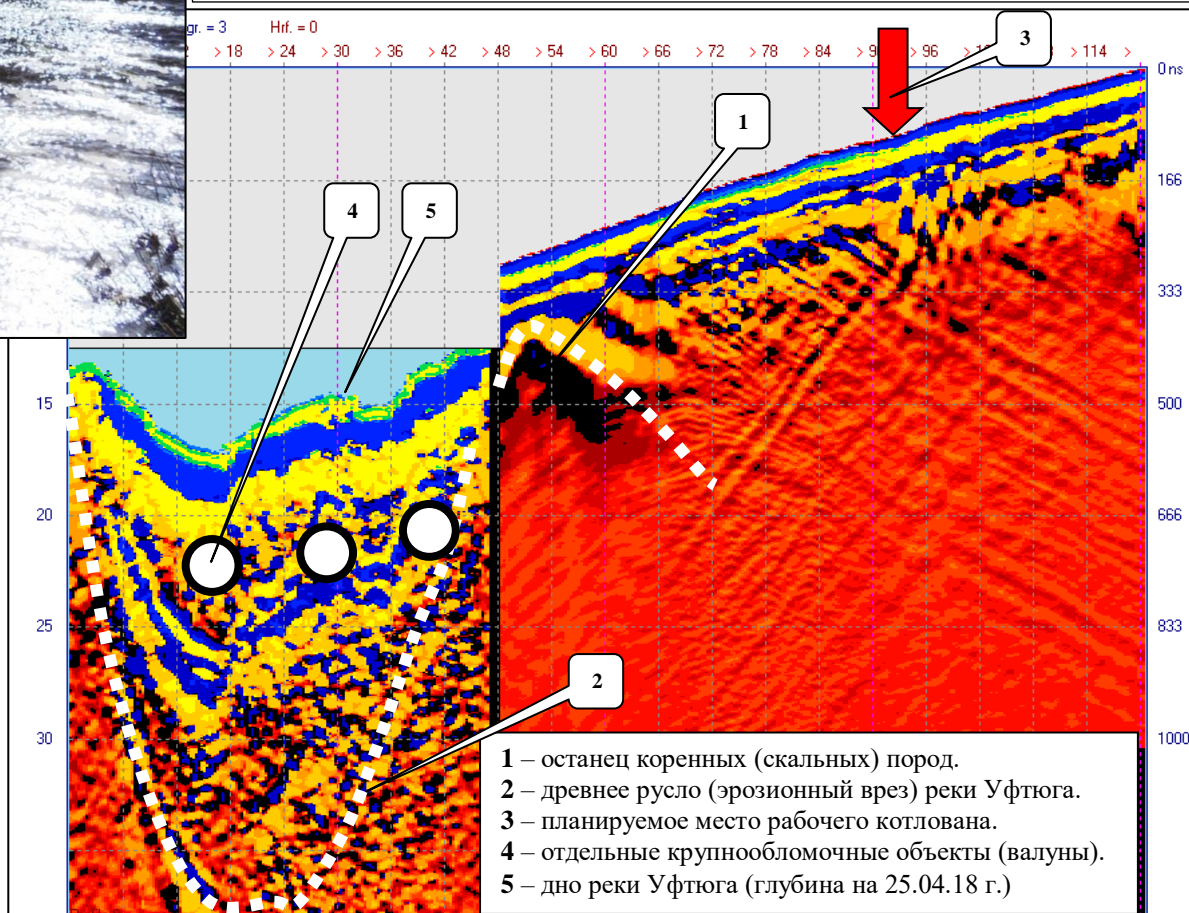 gr. = 3 Hrf. = 0
> 18 > 24 > 30 > 36 > 42 > 48 > 54 > 60 > 66 > 72 > 78 > 84 > > 96 > > > 114 >
3
0 ns
1
166
4 5
333
15 500
20 666
25 833
2
30 1000
1 – останец коренных (скальных) пород.
2 – древнее русло (эрозионный врез) реки Уфтюга.
3 – планируемое место рабочего котлована.
4 – отдельные крупнообломочные объекты (валуны).
5 – дно реки Уфтюга (глубина на 25.04.18 г.)